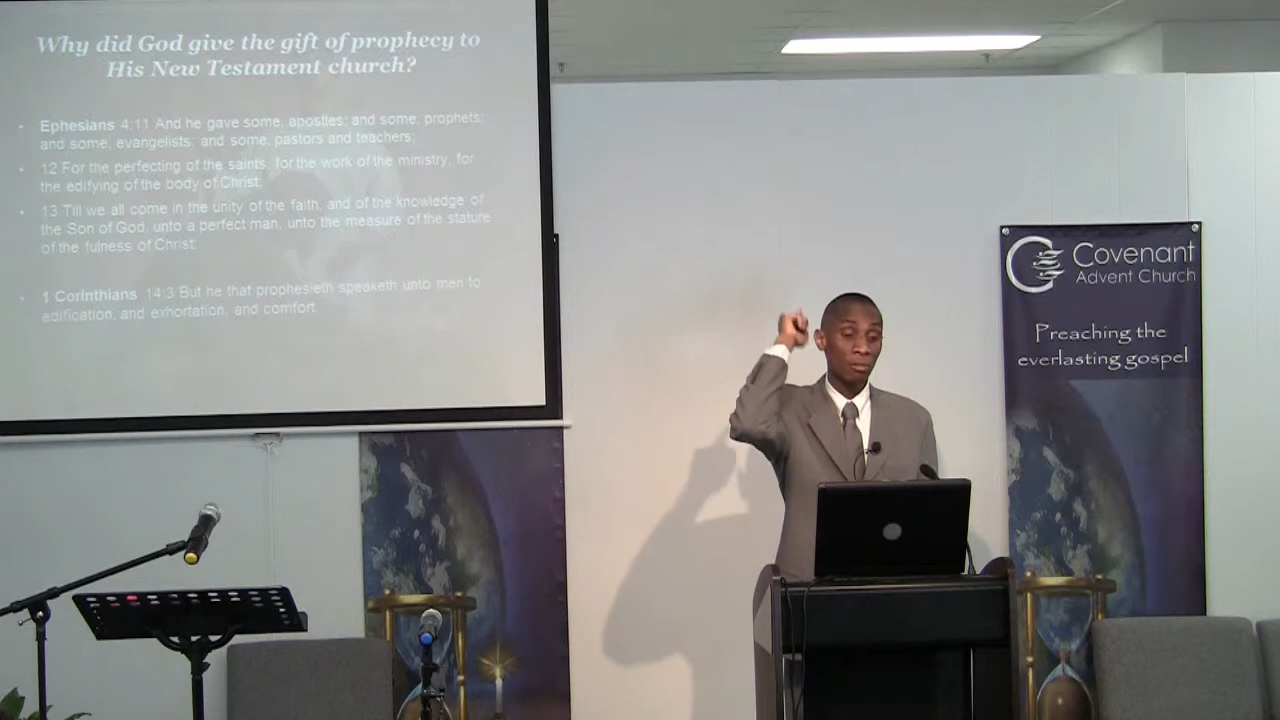 Why did God give the gift of prophecy to
His New Testament church?
• Ephesians 4:11 And he gave some, apostles; and some, prophets;
and some, evangelists; and some, pastors and teachers;
• 12 For the perfecting of the saints, for the work of the ministry, for
the edifying of the body of Christ:
• 13 Till we all come in the unity of the faith, and of the knowledge of
the Son of God, unto a perfect man, unto the measure of the stature
of the fulness of Christ:
• 1 Corinthians 14:3 But he that prophesieth speaketh unto men to
edification, and exhortation, and comfort.
Covenant
Advent Church
Preaching the
everlasting gospel